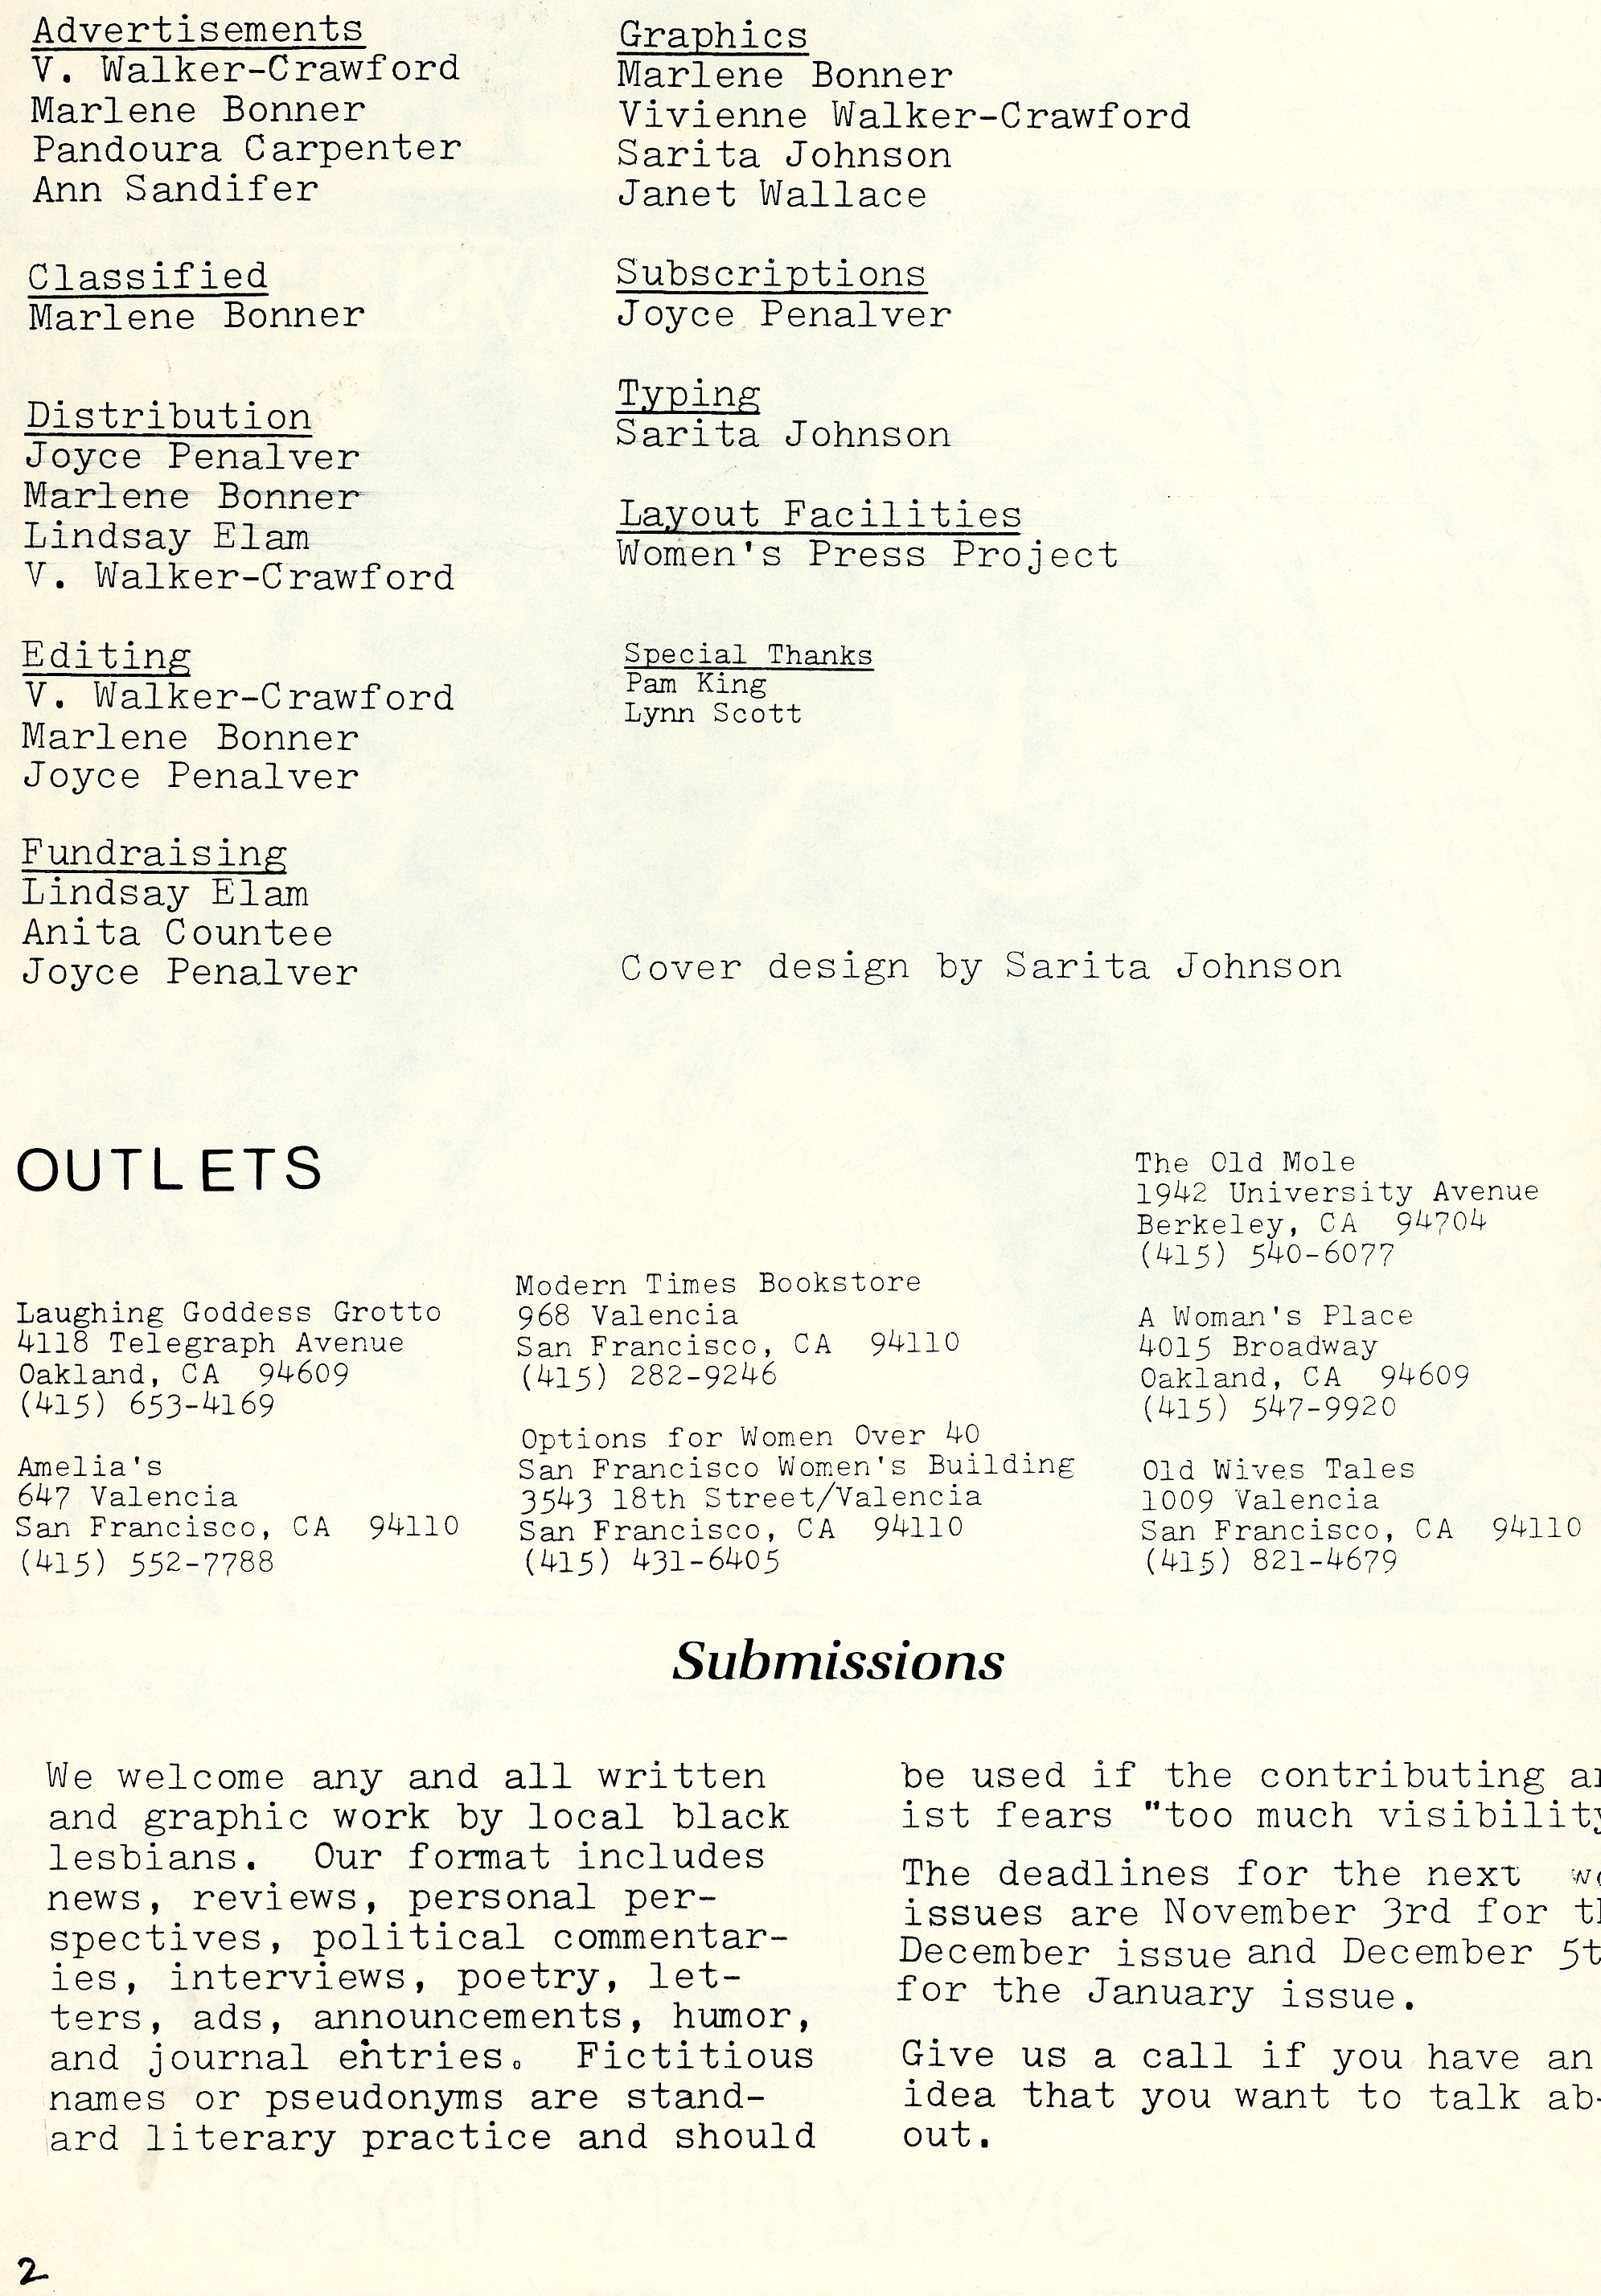 Advertisements
V. Walker-Crawford
Marlene Bonner
Pandoura Carpenter
Ann Sandifer
Classified
Marlene Bonner
Distribution
Joyce Penalver
Marlene Bonner
Lindsay Elam
V. Walker-Crawford
Editing
V. Walker-Crawford
Marlene Bonner
Joyce Penalver
Fundraising
Lindsay Elam
Anita Countee
Joyce Penalver
Graphics
Marlene Bonner
Vivienne Walker-Crawford
Sarita Johnson
Janet Wallace
Subscriptions
Joyce Penalver
Typing
Sarita Johnson
Layout Facilities
Women's Press Project
Special Thanks
Pam King
Lynn Scott
Cover design by Sarita Johnson
OUTLETS
Laughing Goddess Grotto
4118 Telegraph Avenue
Oakland, CA  94609
(415) 653-4169
Amelia's
647 Valencia
San Francisco, CA  94110
(415) 552-7788
Modern Times Bookstore
968 Valencia
San Francisco, CA  94110
(415) 282-9246
Options for Women Over 40
San Francisco Women's Building
3543 18th Street/Valencia
San Francisco, CA  94110
(415) 431-6405
The Old Mole
1942 University Avenue
Berkeley, CA  94704
(415) 540-6077
A Woman's Place
4015 Broadway
Oakland, CA  94609
(415) 547-9920
Old Wives Tales
1009 Valencia
San Francisco, CA  94110
(415) 821-4679
Submissions
We welcome any and all written
and graphic work by local black
lesbians.  Our format includes
news, reviews, personal per-
spectives, political commentar-
ies, interviews, poetry, let-
ters, ads, announcements, humor,
and journal entries.  Fictitious
names or pseudonyms are stand-
ard literary practice and should
be used if the contributing
ist fears "too much visibility
The deadlines for the next
issues are November 3rd for
December issue and December 5t
for the January issue.
Give us a call if you have an
idea that you want to talk ab-
out.
2